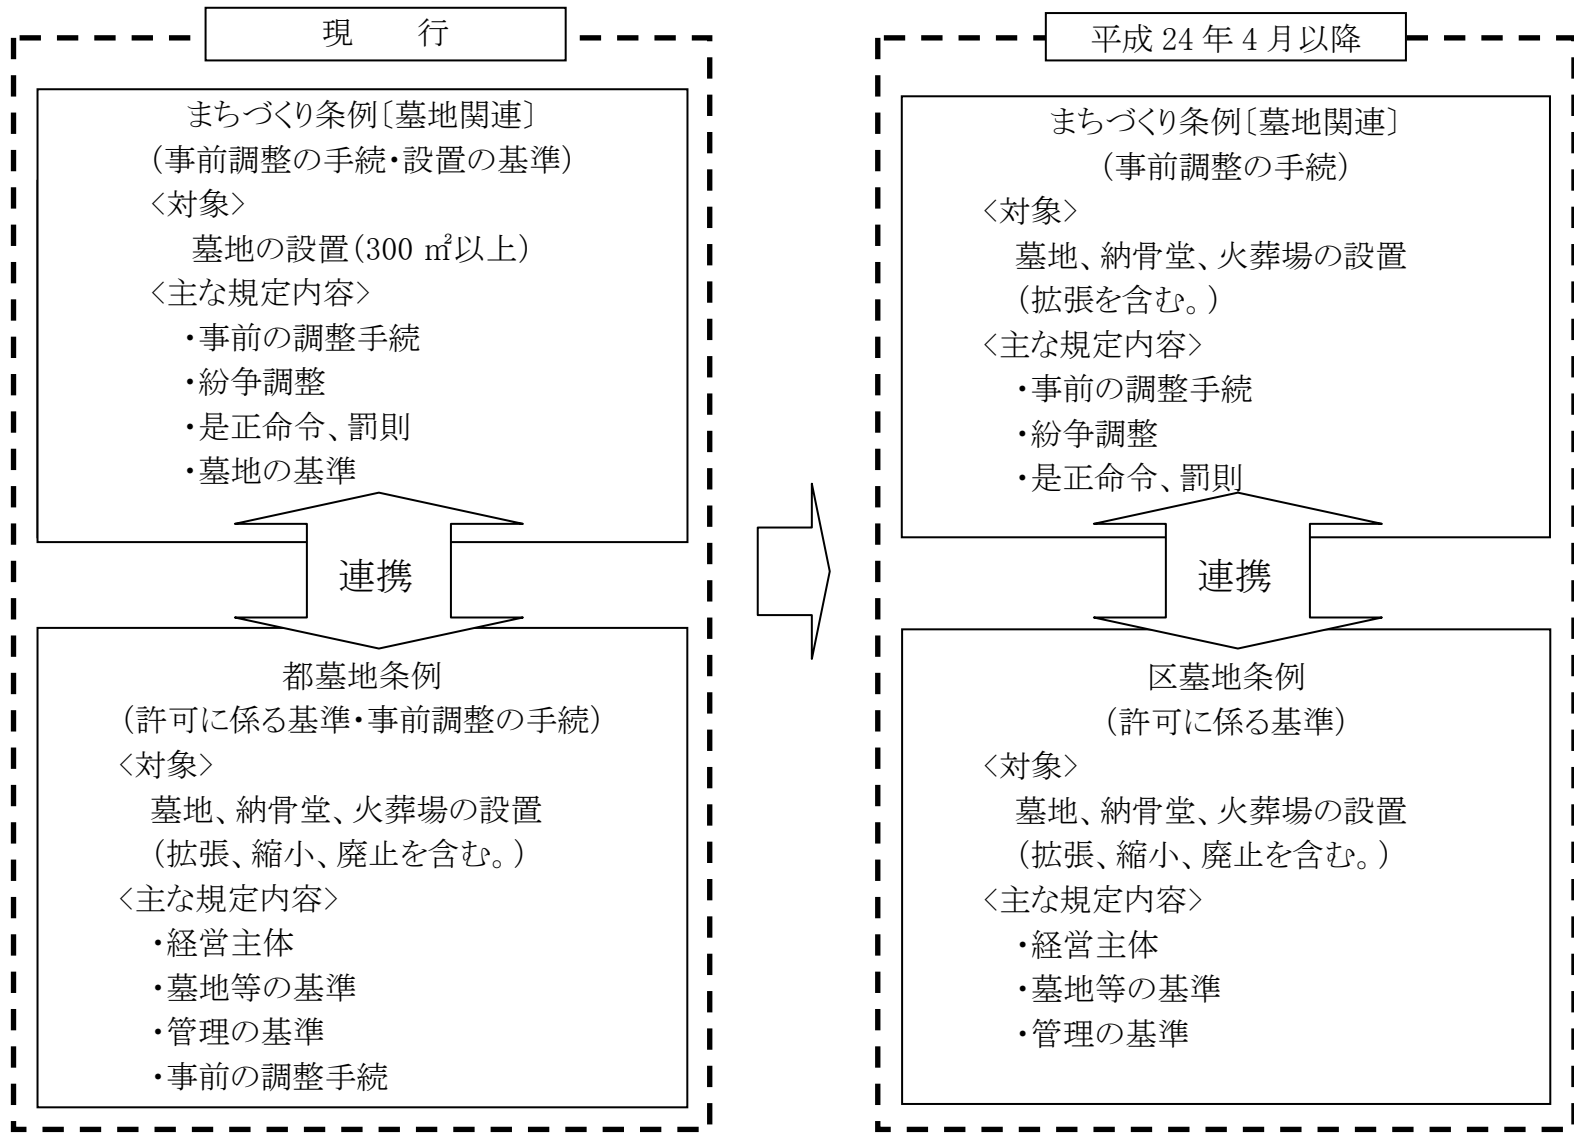 現　行
まちづくり条例〔墓地関連〕
（事前調整の手続・設置の基準）
＜対象＞
墓地の設置（300 ㎡以上）
＜主な規定内容＞
・事前の調整手続
・紛争調整
・是正命令、罰則
・墓地の基準
連携
都墓地条例
（許可に係る基準・事前調整の手続）
＜対象＞
墓地、納骨堂、火葬場の設置
（拡張、縮小、廃止を含む。）
＜主な規定内容＞
・経営主体
・墓地等の基準
・管理の基準
・事前の調整手続
平成 24 年 4 月以降
まちづくり条例〔墓地関連〕
（事前調整の手続）
＜対象＞
墓地、納骨堂、火葬場の設置
（拡張を含む。）
＜主な規定内容＞
・事前の調整手続
・紛争調整
・是正命令、罰則
連携
区墓地条例
（許可に係る基準）
＜対象＞
墓地、納骨堂、火葬場の設置
（拡張、縮小、廃止を含む。）
＜主な規定内容＞
・経営主体
・墓地等の基準
・管理の基準